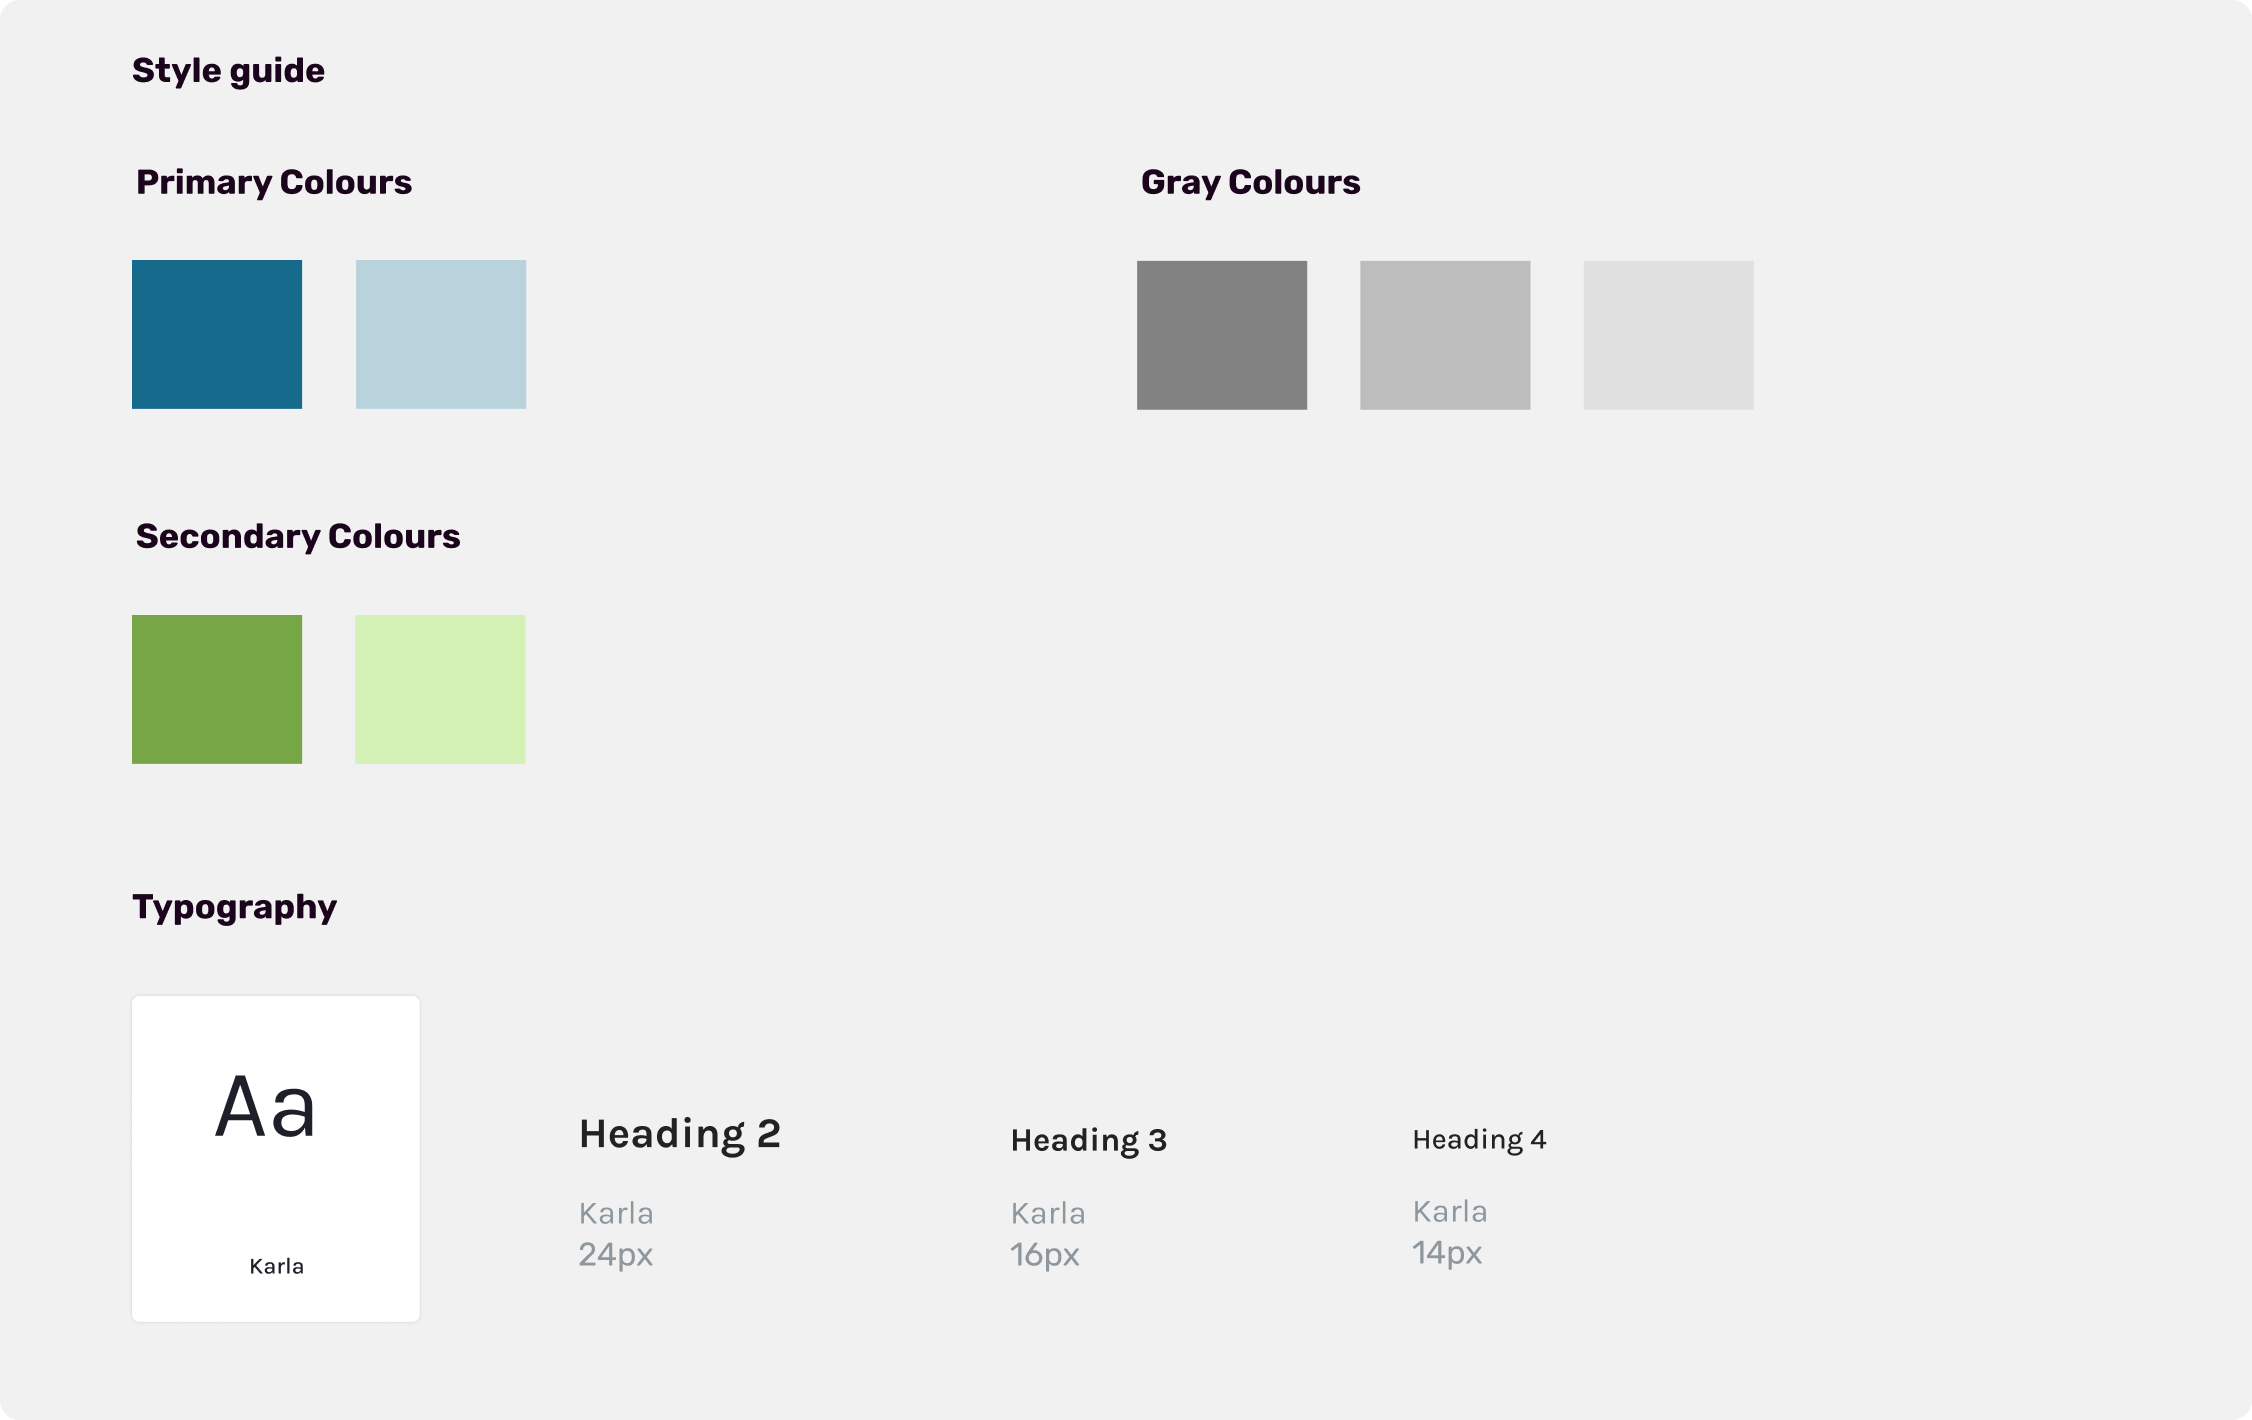 Style guide
Primary Colours
Gray Colours
Secondary Colours
Typography
Aa
Karla
Heading 2
Karla
24px
Heading 3
Karla
16px
Heading 4
Karla
14px